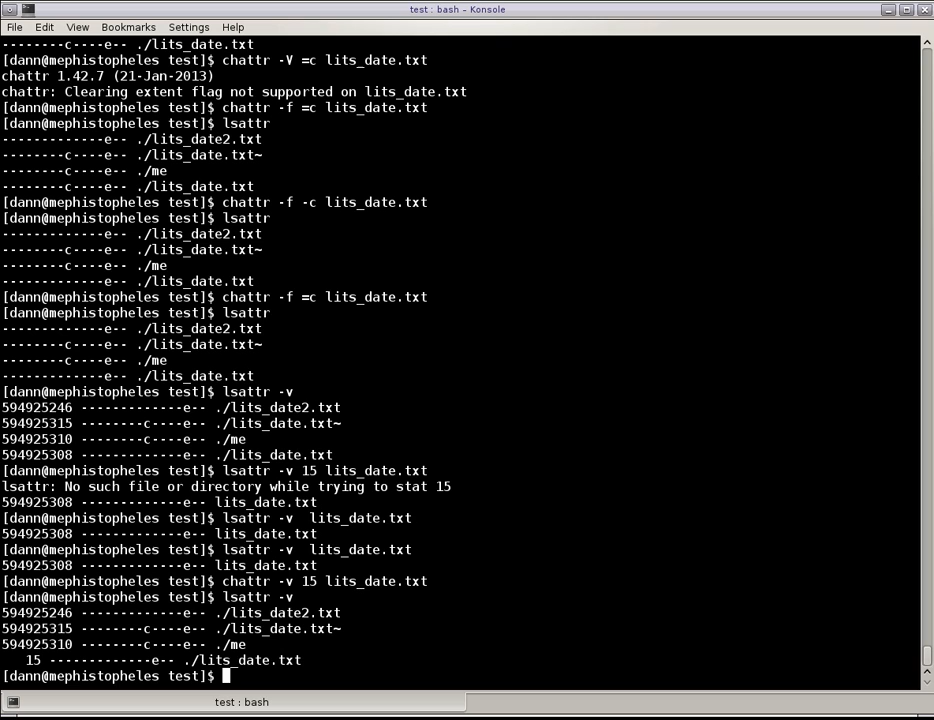 test : bash – Konsole
File Edit View Bookmarks Settings Help
--------c----e-- ./lits_date.txt
[dann@mephistopheles test]$ chattr -V =c lits_date.txt
chattr 1.42.7 (21-Jan-2013)
chattr: Clearing extent flag not supported on lits_date.txt
[dann@mephistopheles test]$ chattr -f =c lits_date.txt
[dann@mephistopheles test]$ lsattr
-------------e-- ./lits_date2.txt
--------c----e-- ./lits_date.txt~
--------c----e-- ./me
--------c----e-- ./lits_date.txt
[dann@mephistopheles test]$ chattr -f -c lits_date.txt
[dann@mephistopheles test]$ lsattr
-------------e-- ./lits_date2.txt
--------c----e-- ./lits_date.txt~
--------c----e-- ./me
-------------e-- ./lits_date.txt
[dann@mephistopheles test]$ chattr -f =c lits_date.txt
[dann@mephistopheles test]$ lsattr
-------------e-- ./lits_date2.txt
--------c----e-- ./lits_date.txt~
--------c----e-- ./me
-------------e-- ./lits_date.txt
[dann@mephistopheles test]$ lsattr -v
594925246 -------------e-- ./lits_date2.txt
594925315 --------c----e-- ./lits_date.txt~
594925310 --------c----e-- ./me
594925308 -------------e-- ./lits_date.txt
[dann@mephistopheles test]$ lsattr -v 15 lits_date.txt
lsattr: No such file or directory while trying to stat 15
594925308 -------------e-- lits_date.txt
[dann@mephistopheles test]$ lsattr -v  lits_date.txt
594925308 -------------e-- lits_date.txt
[dann@mephistopheles test]$ lsattr -v  lits_date.txt
594925308 -------------e-- lits_date.txt
[dann@mephistopheles test]$ chattr -v 15 lits_date.txt
[dann@mephistopheles test]$ lsattr -v
594925246 -------------e-- ./lits_date2.txt
594925315 --------c----e-- ./lits_date.txt~
594925310 --------c----e-- ./me
   15 -------------e-- ./lits_date.txt
[dann@mephistopheles test]$
test : bash